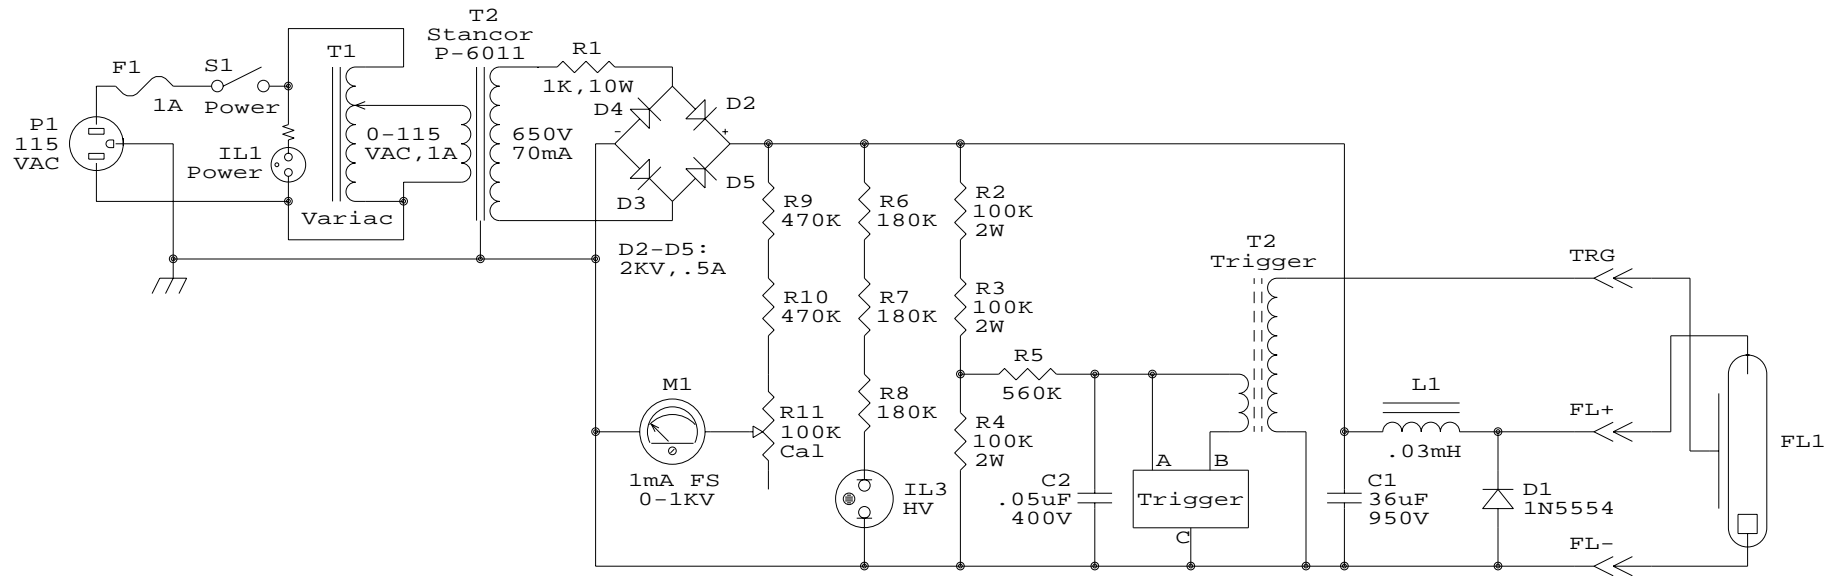 T2
Stancor
P-6011
T1
R1
1K,10W
F1
S1
1A
Power
D4
D2
P1
115
VAC
0-115
VAC,1A
650V
70mA
-
+
IL1
Power
D3
D5
Variac
R9
470K
R6
180K
R2
100K
2W
D2-D5:
2KV,.5A
T2
Trigger
TRG
R10
470K
R7
180K
R3
100K
2W
R5
560K
M1
R11
100K
Cal
R8
180K
R4
100K
2W
L1
.03mH
FL+
FL1
1mA FS
0-1KV
A
B
IL3
HV
C2
.05uF
400V
Trigger
C
C1
36uF
950V
D1
1N5554
FL-